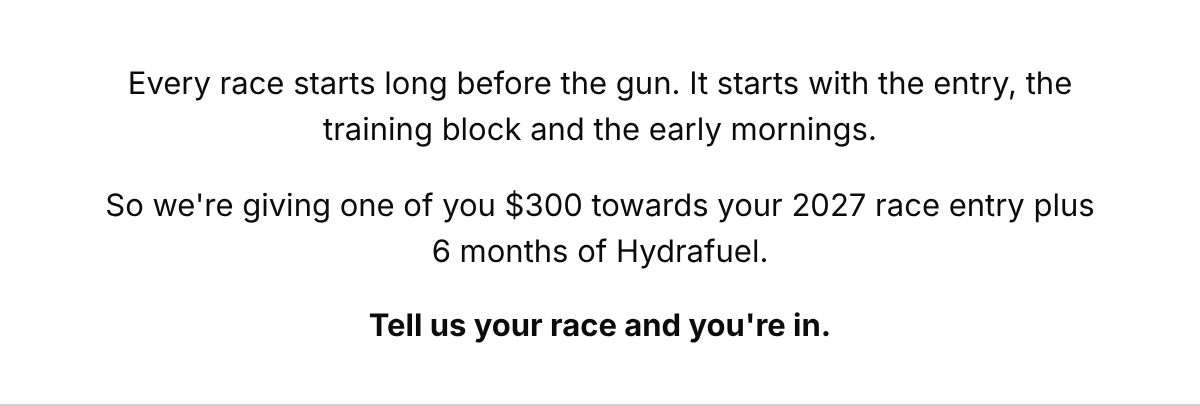 Every race starts long before the gun. It starts with the entry, the
training block and the early mornings.
So we're giving one of you $300 towards your 2027 race entry plus
6 months of Hydrafuel.
Tell us your race and you're in.